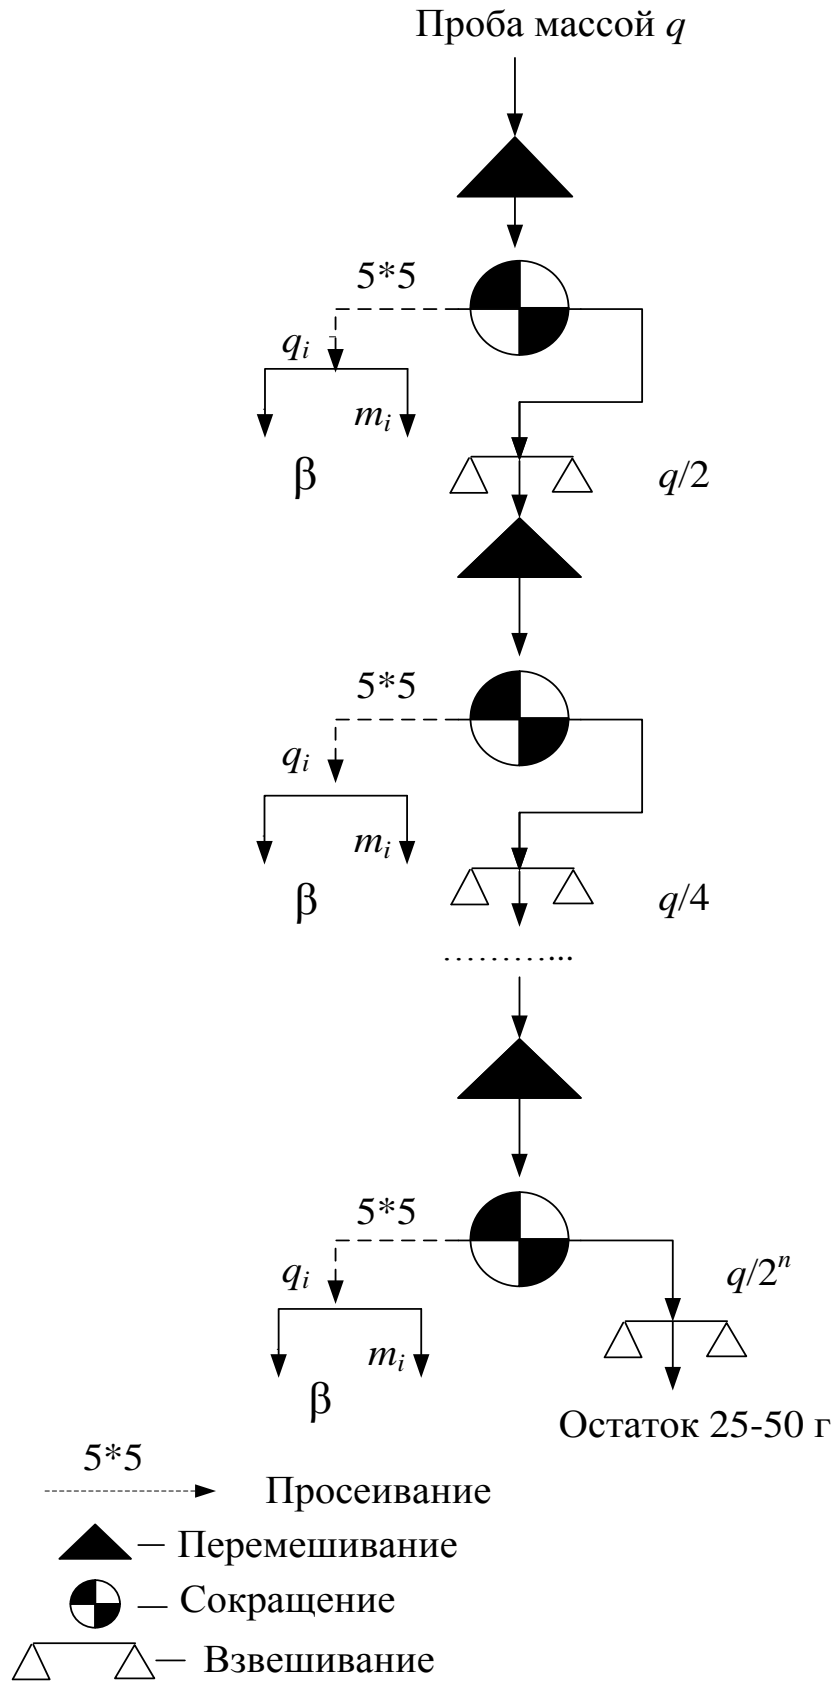 Проба массой q
5*5
qi
mi
β
q/2
5*5
qi
mi
β
q/4
............
5*5
q/2ⁿ
qi
mi
β
Остаток 25-50 г
5*5
Просеивание
– Перемешивание
– Сокращение
– Взвешивание